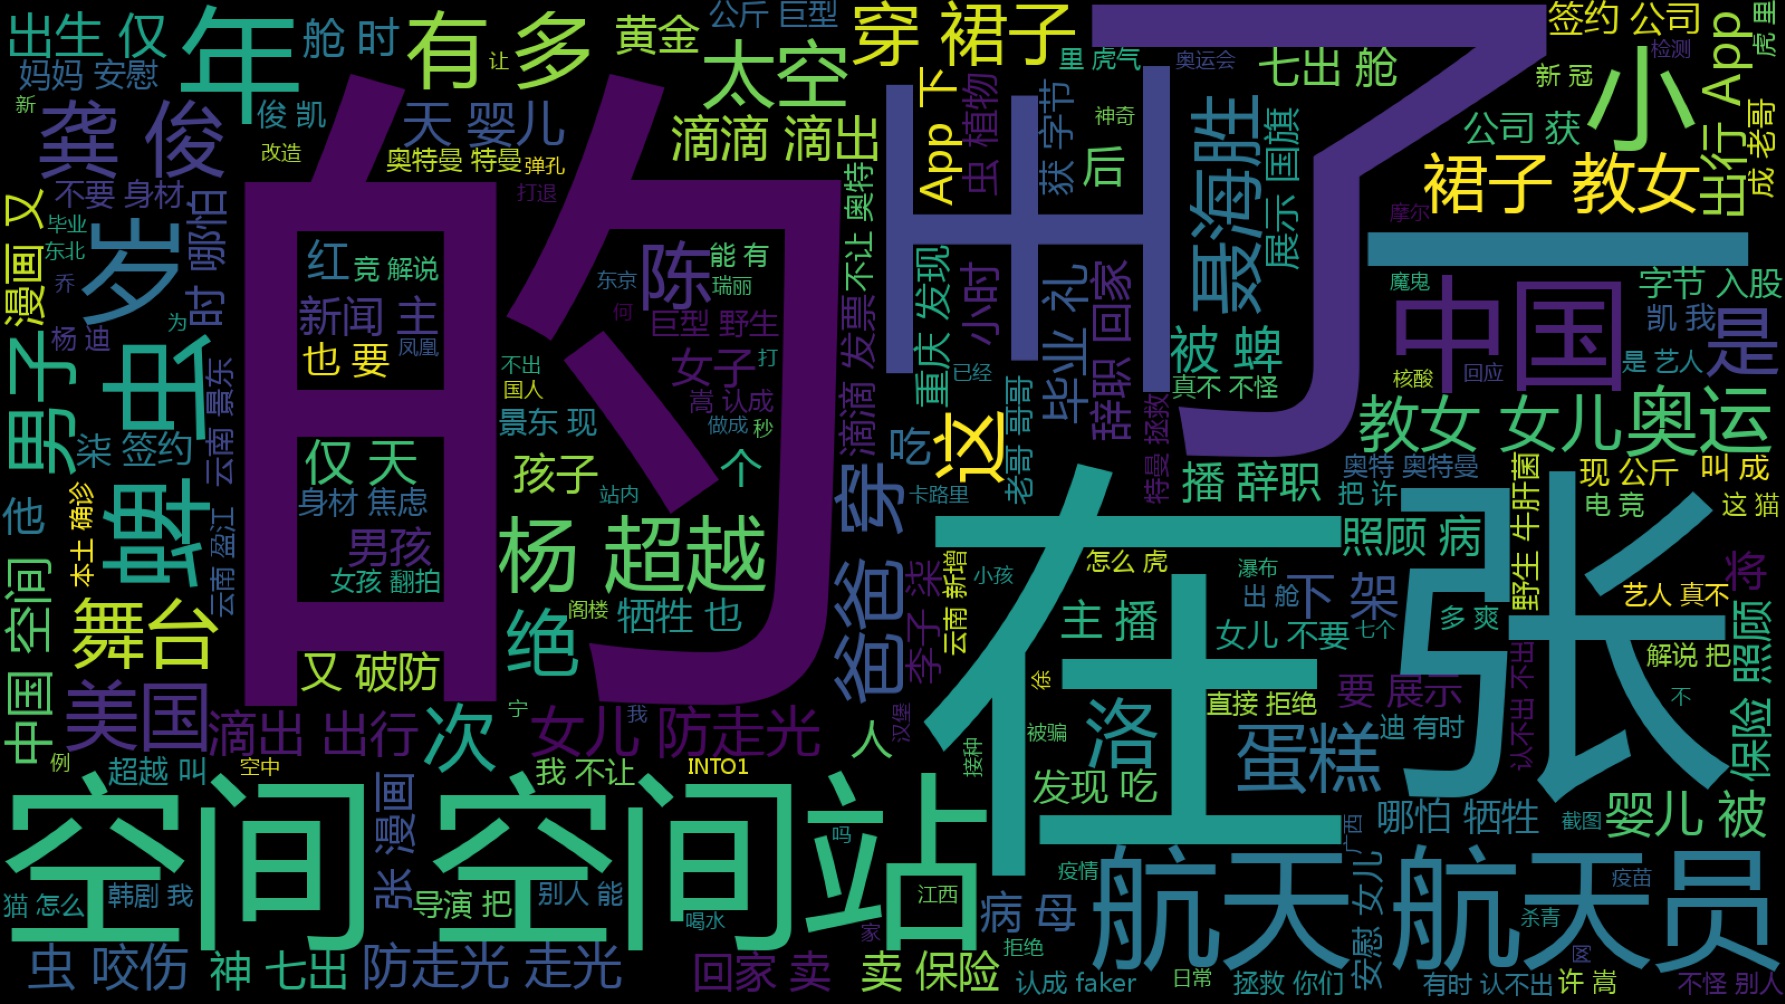 出生 仅
年
舱 时
有 多
让
黄金
公斤 巨型
穿 裙子
了
签约 公司
App
虎 里
妈妈 安慰
太空
里 虎气
奥运会
七出 舱
检测
新 冠
小
新
龚 俊
俊 凯
天 婴儿
滴滴 滴出
App 下
虫 植物
获 字节
神奇
聂海胜
展示 国旗
公司 获
出行
成 老哥
改造
奥特曼 特曼
弹孔
后
裙子 教女
不要 身材
哪怕
时
打退
不让 奥特
出
摩尔
一
漫画 又
毕业
东北
乔
岁
的
红
竞 解说
陈
能 有
东京
瑞丽
重庆 发现
小时
毕业 礼
辞职 回家
魔鬼
中国
字节 入股
新闻 主
何
巨型 野生
滴滴 发票
凯 我
是
杨 迪
为
也 要
凤凰
女子
打
被 蜱
不出
已经
真不 不怪
核酸
回应
是 艺人
男子
虫
云南 景东
国人
嵩 认成
老哥 哥哥
特曼 拯救
教女 女儿
奥运
柒 签约
景东 现
做成
秒
吃
这
仅 天
孩子
个
播 辞职
奥特 奥特曼
野生 牛肝菌
现 公斤
叫 成
他
本土 确诊
蜱
身材 焦虑
站内
穿
卡路里
把 许
张
电 竞
这 猫
云南 盈江
男孩
杨 超越
在
照顾 病
中国 空间
女孩 翻拍
爸爸
李子 柒
云南 新增
小孩
怎么 虎
瀑布
出 舱
下 架
将
艺人 真不
舞台
绝
阁楼
牺牲 也
主 播
女儿 不要
七个
多 爽
保险 照顾
又 破防
徐
认不出 不出
解说 把
美国
滴出 出行
次
宁
女儿 防走光
我
人
汉堡
接种
被骗
洛
直接 拒绝
要 展示
不
例
超越 叫
空中
我 不让
INTO1
蛋糕
迪 有时
空间
张 漫画
空间站
吗
发现 吃
广西
哪怕 牺牲
截图
婴儿 被
猫 怎么
韩剧 我
导演 把
别人 能
喝水
江西
病 母
疫情
航天
安慰 女儿
航天员
疫苗
杀青
虫 咬伤
神 七出
防走光 走光
回家 卖
家
卖 保险
拒绝
认成 faker
日常
拯救 你们
有时 认不出
网
许 嵩
不怪 别人